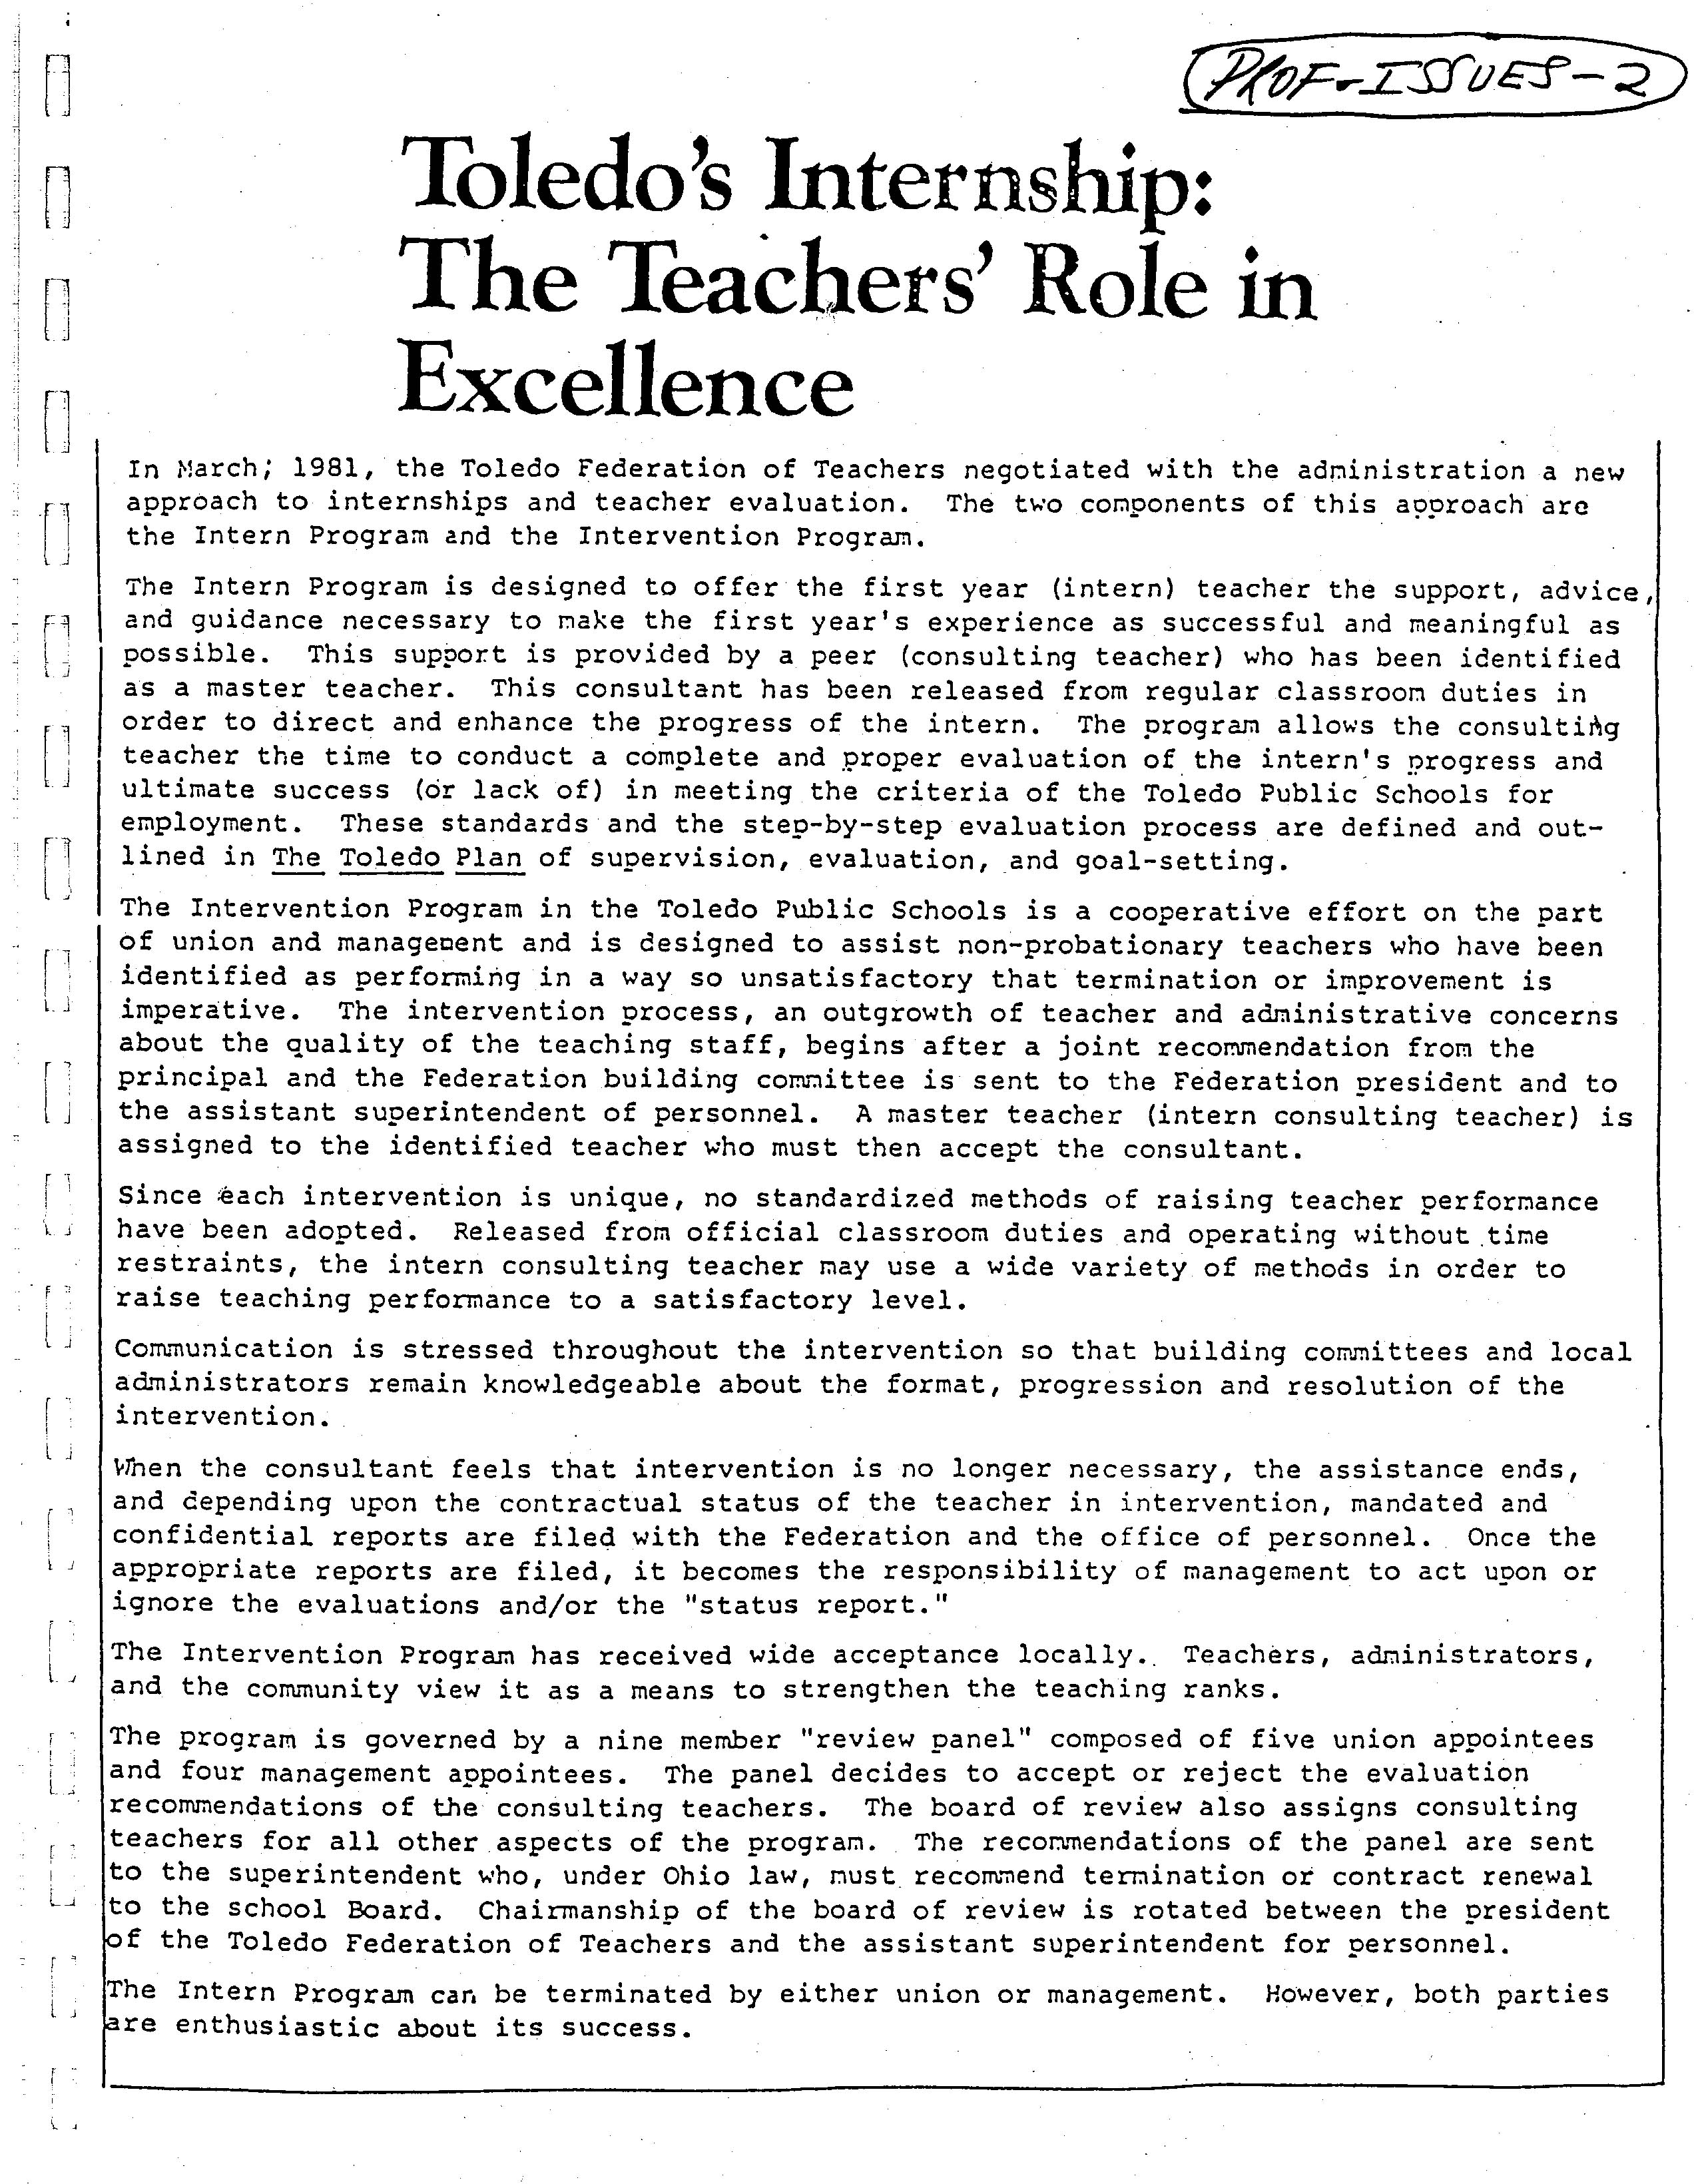 PROF-ISSUES-2
Toledo's Internship:
The Teachers' Role in
Excellence
In March; 1981, the Toledo Federation of Teachers negotiated with the administration a new
approach to internships and teacher evaluation. The two components of this approach are
the Intern Program and the Intervention Program.
The Intern Program is designed to offer the first year (intern) teacher the support, advice,
and guidance necessary to make the first year's experience as successful and meaningful as
possible. This support is provided by a peer (consulting teacher) who has been identified
as a master teacher. This consultant has been released from regular classroom duties in
order to direct and enhance the progress of the intern. The program allows the consulting
teacher the time to conduct a complete and proper evaluation of the intern's progress and
ultimate success (or lack of) in meeting the criteria of the Toledo Public Schools for
employment. These standards and the step-by-step evaluation process are defined and out-
lined in The Toledo Plan of supervision, evaluation, and goal-setting.
The Intervention Program in the Toledo Public Schools is a cooperative effort on the part
of union and management and is designed to assist non-probationary teachers who have been
identified as performing in a way so unsatisfactory that termination or improvement is
imperative. The intervention process, an outgrowth of teacher and administrative concerns
about the quality of the teaching staff, begins after a joint recommendation from the
principal and the Federation building committee is sent to the Federation president and to
the assistant superintendent of personnel. A master teacher (intern consulting teacher) is
assigned to the identified teacher who must then accept the consultant.
Since each intervention is unique, no standardized methods of raising teacher performance
have been adopted. Released from official classroom duties and operating without time
restraints, the intern consulting teacher may use a wide variety of methods in order to
raise teaching performance to a satisfactory level.
Communication is stressed throughout the intervention so that building committees and local
administrators remain knowledgeable about the format, progression and resolution of the
intervention.
When the consultant feels that intervention is no longer necessary, the assistance ends,
and depending upon the contractual status of the teacher in intervention, mandated and
confidential reports are filed with the Federation and the office of personnel. Once the
appropriate reports are filed, it becomes the responsibility of management to act upon or
ignore the evaluations and/or the "status report."
The Intervention Program has received wide acceptance locally. Teachers, administrators,
and the community view it as a means to strengthen the teaching ranks.
The program is governed by a nine member "review panel" composed of five union appointees
and four management appointees. The panel decides to accept or reject the evaluation
recommendations of the consulting teachers. The board of review also assigns consulting
teachers for all other aspects of the program. The recommendations of the panel are sent
to the superintendent who, under Ohio law, must recommend termination or contract renewal
to the school Board. Chairmanship of the board of review is rotated between the president
of the Toledo Federation of Teachers and the assistant superintendent for personnel.
The Intern Program can be terminated by either union or management. However, both parties
are enthusiastic about its success.